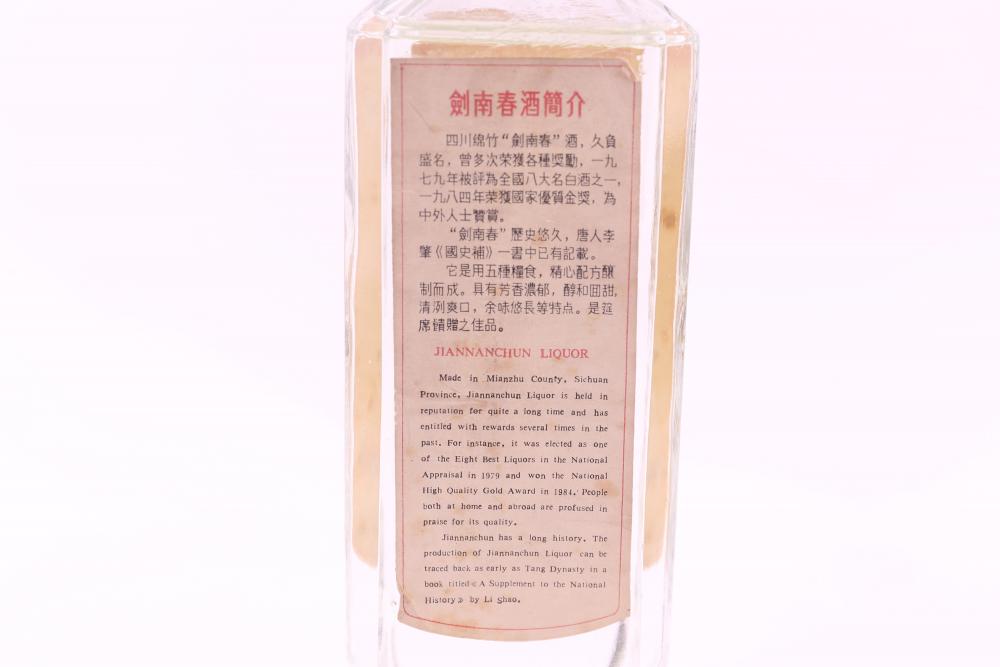 劍南春酒簡介
四川绵竹“劍南春”酒，久負
盛名，曾多次荣獲各種奬勵，一九
七九年被評為全國八大名白酒之一，
一九八四年荣獲國家優質金獎，為
中外人士贊賞。
“劍南春”歷史悠久，唐人李
肇《國史補》一書中已有記載。
它是用五種糧食，精心配方釀
制而成。具有芳香濃郁，醇和回甜，
清洌爽口，余味悠長等特点。是筵
席饋贈之佳品。
JIANNANCHUN LIQUOR
Made in Mianzhu County, Sichuan
Province, Jiannanchun Liquor is held in
reputation for quite a long time and has
entitled with rewards several times in the
past. For instance, it was elected as one
of the Eight Best Liquors in the National
Appraisal in 1979 and won the National
High Quality Gold Award in 1984. People
both at home and abroad are profused in
praise for its quality.
Jiannanchun has a long history. The
production of Jiannanchun Liquor can be
traced back as early as Tang Dynasty in a
book titled《A Supplement to the National
History》by Li Shao.